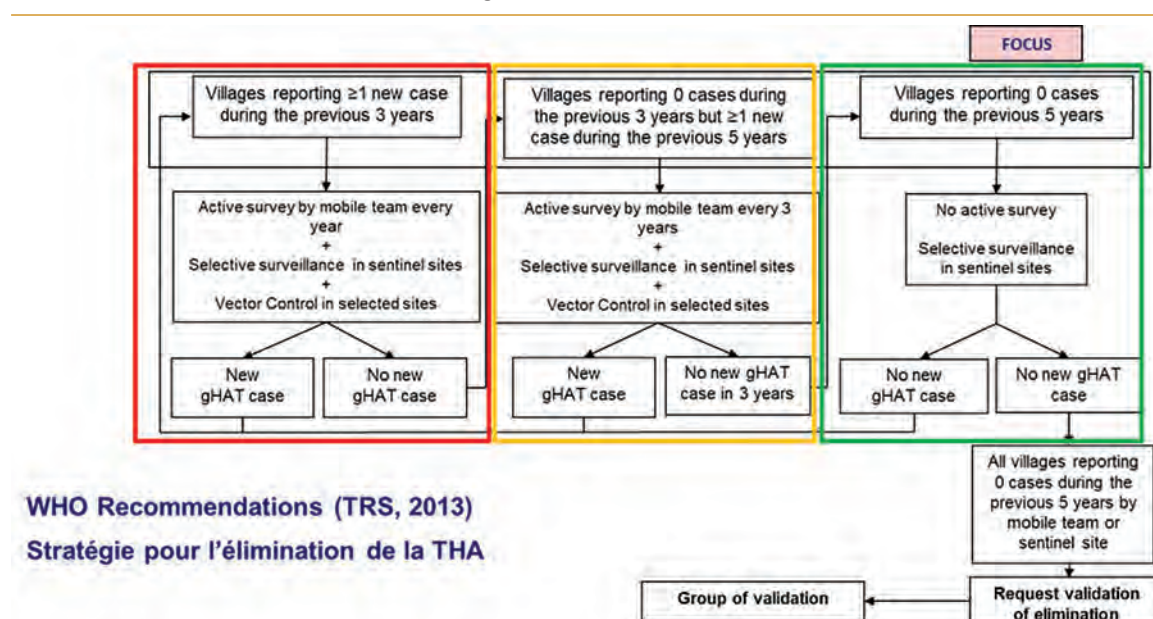 FOCUS
Villages reporting ≥1 new case
during the previous 3 years
Villages reporting 0 cases during
the previous 3 years but ≥1 new
case during the previous 5 years
Villages reporting 0 cases
during the previous 5 years
Active survey by mobile team every
year
+
Selective surveillance in sentinel sites
+
Vector Control in selected sites
Active survey by mobile team every 3
years
+
Selective surveillance in sentinel sites
+
Vector Control in selected sites
No active survey
Selective surveillance
in sentinel sites
New
gHAT case
No new
gHAT case
New
gHAT case
No new gHAT
case in 3 years
No new
gHAT case
No new gHAT
case
All villages reporting
0 cases during the
previous 5 years by
mobile team or
sentinel site
WHO Recommendations (TRS, 2013)
Stratégie pour l'élimination de la THA
Group of validation
Request validation
of elimination